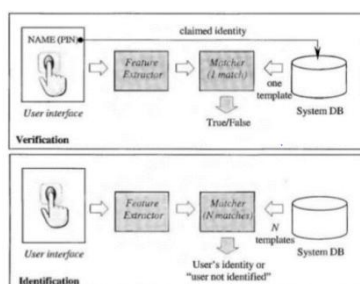 claimed identity
NAME (PIN)
Feature
Extractor
Matcher
(1 match)
one
template
User interface
System DB
True/False
Verification
Feature
Extractor
Matcher
(N matches)
N
templates
User interface
System DB
User's identity or
"user not identified"
Identification